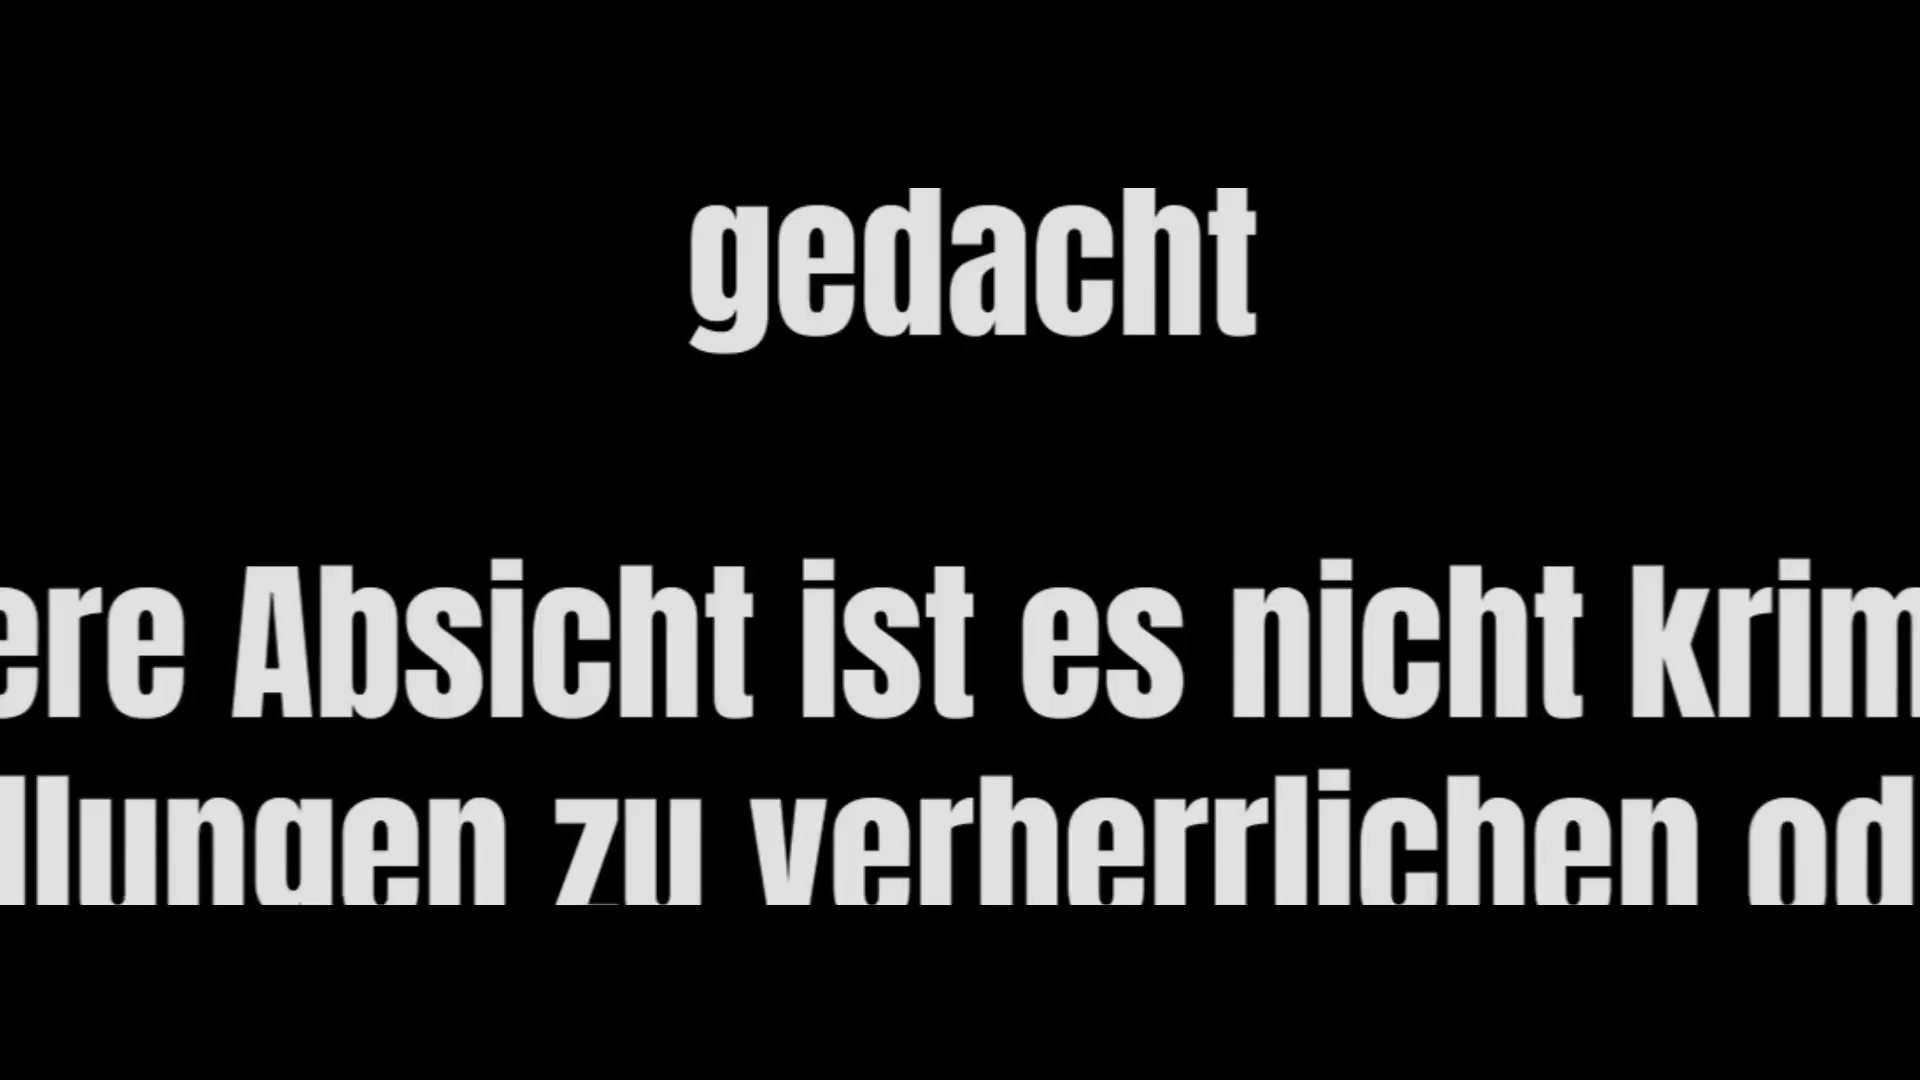 gedacht
ere Absicht ist es nicht krim
llungen zu verherrlichen od